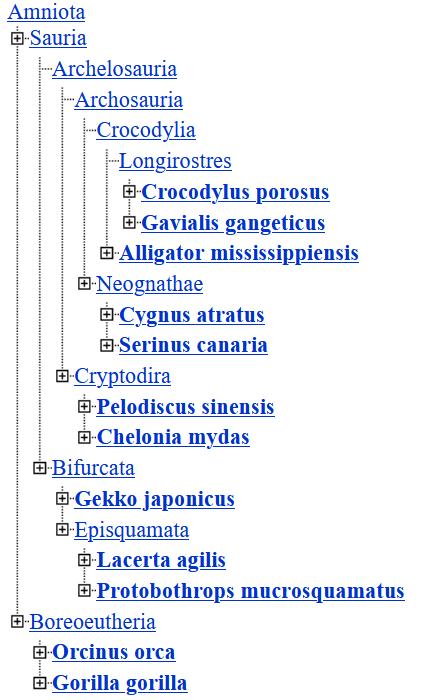 Amniota
Sauria
Archelosauria
Archosauria
Crocodylia
Longirostres
Crocodylus porosus
Gavialis gangeticus
Alligator mississippiensis
Neognathae
Cygnus atratus
Serinus canaria
Cryptodira
Pelodiscus sinensis
Chelonia mydas
Bifurcata
Gekko japonicus
Episquamata
Lacerta agilis
Protobothrops mucrosquamatus
Boreoeutheria
Orcinus orca
Gorilla gorilla